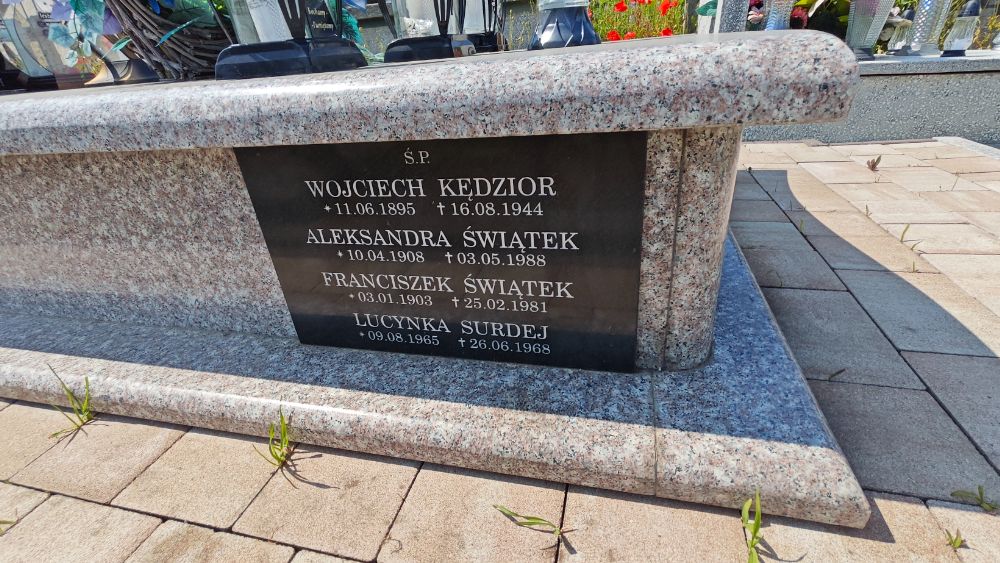 Ś.P.
WOJCIECH KĘDZIOR
* 11.06.1895 † 16.08.1944
ALEKSANDRA ŚWIĄTEK
* 10.04.1908 † 03.05.1988
FRANCISZEK ŚWIĄTEK
* 03.01.1903 † 25.02.1981
LUCYNKA SURDEJ
* 09.08.1965 † 26.06.1968